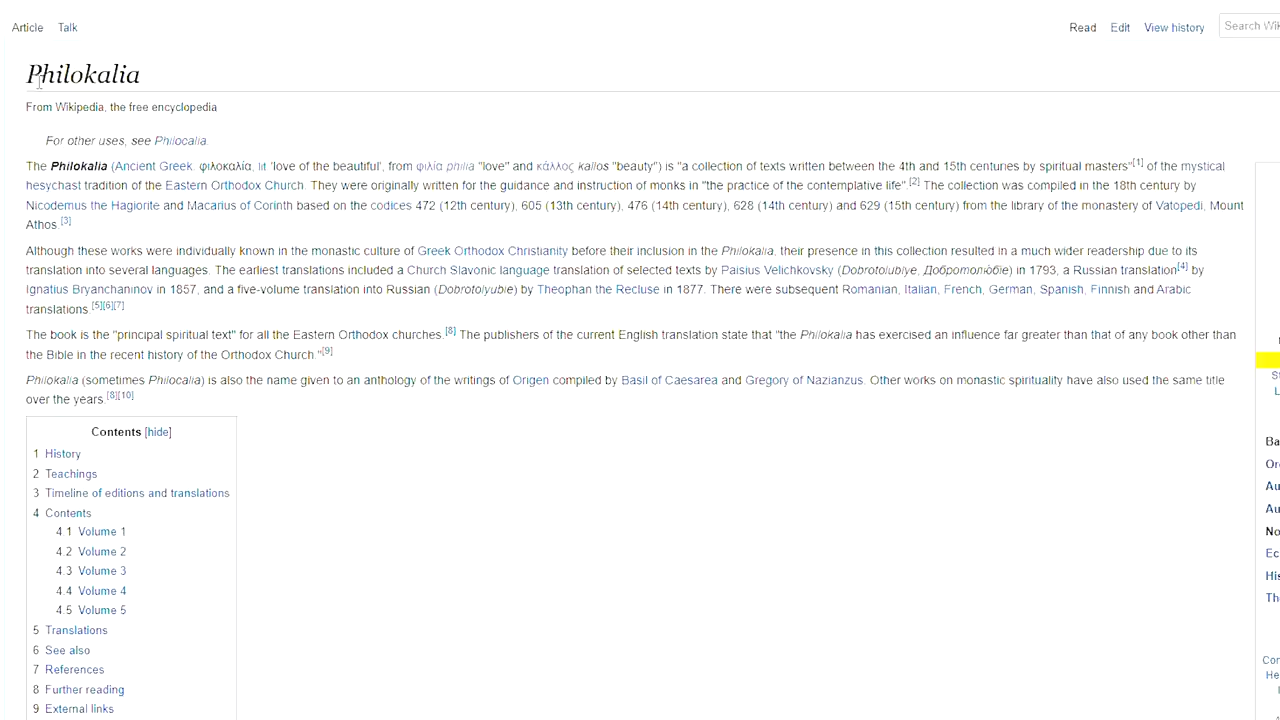 Article Talk Read Edit View history Search Wik
Philokalia
From Wikipedia, the free encyclopedia
For other uses, see Philocalia.
The Philokalia (Ancient Greek: φιλοκαλία, lit. 'love of the beautiful', from φιλία philia "love" and κάλλος kallos "beauty") is "a collection of texts written between the 4th and 15th centuries by spiritual masters"[1] of the mystical
hesychast tradition of the Eastern Orthodox Church. They were originally written for the guidance and instruction of monks in "the practice of the contemplative life".[2] The collection was compiled in the 18th century by
Nicodemus the Hagiorite and Macarius of Corinth based on the codices 472 (12th century), 605 (13th century), 476 (14th century), 628 (14th century) and 629 (15th century) from the library of the monastery of Vatopedi, Mount
Athos.[3]
Although these works were individually known in the monastic culture of Greek Orthodox Christianity before their inclusion in the Philokalia, their presence in this collection resulted in a much wider readership due to its
translation into several languages. The earliest translations included a Church Slavonic language translation of selected texts by Paisius Velichkovsky (Dobrotolublye, Добротолю́бїе) in 1793, a Russian translation[4] by
Ignatius Bryanchaninov in 1857, and a five-volume translation into Russian (Dobrotolyubie) by Theophan the Recluse in 1877. There were subsequent Romanian, Italian, French, German, Spanish, Finnish and Arabic
translations.[5][6][7]
The book is the "principal spiritual text" for all the Eastern Orthodox churches.[8] The publishers of the current English translation state that "the Philokalia has exercised an influence far greater than that of any book other than
the Bible in the recent history of the Orthodox Church."[9]
Philokalia (sometimes Philocalia) is also the name given to an anthology of the writings of Origen compiled by Basil of Caesarea and Gregory of Nazianzus. Other works on monastic spirituality have also used the same title
over the years.[8][10]
Contents [hide]
1 History
2 Teachings
3 Timeline of editions and translations
4 Contents
4.1 Volume 1
4.2 Volume 2
4.3 Volume 3
4.4 Volume 4
4.5 Volume 5
5 Translations
6 See also
7 References
8 Further reading
9 External links
St
L
Ba
Or
Au
Au
No
Ec
His
The
Con
He